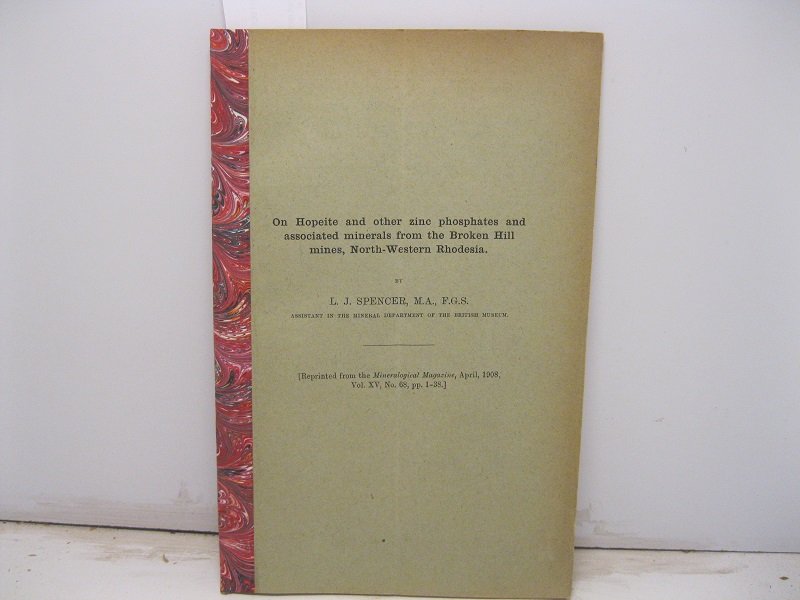 On Hopeite and other zinc phosphates and
associated minerals from the Broken Hill
mines, North-Western Rhodesia.
BY
L. J. SPENCER, M.A., F.G.S.
ASSISTANT IN THE MINERAL DEPARTMENT OF THE BRITISH MUSEUM.
[Reprinted from the Mineralogical Magazine, April, 1908,
Vol. XV, No. 68, pp. 1–38.]